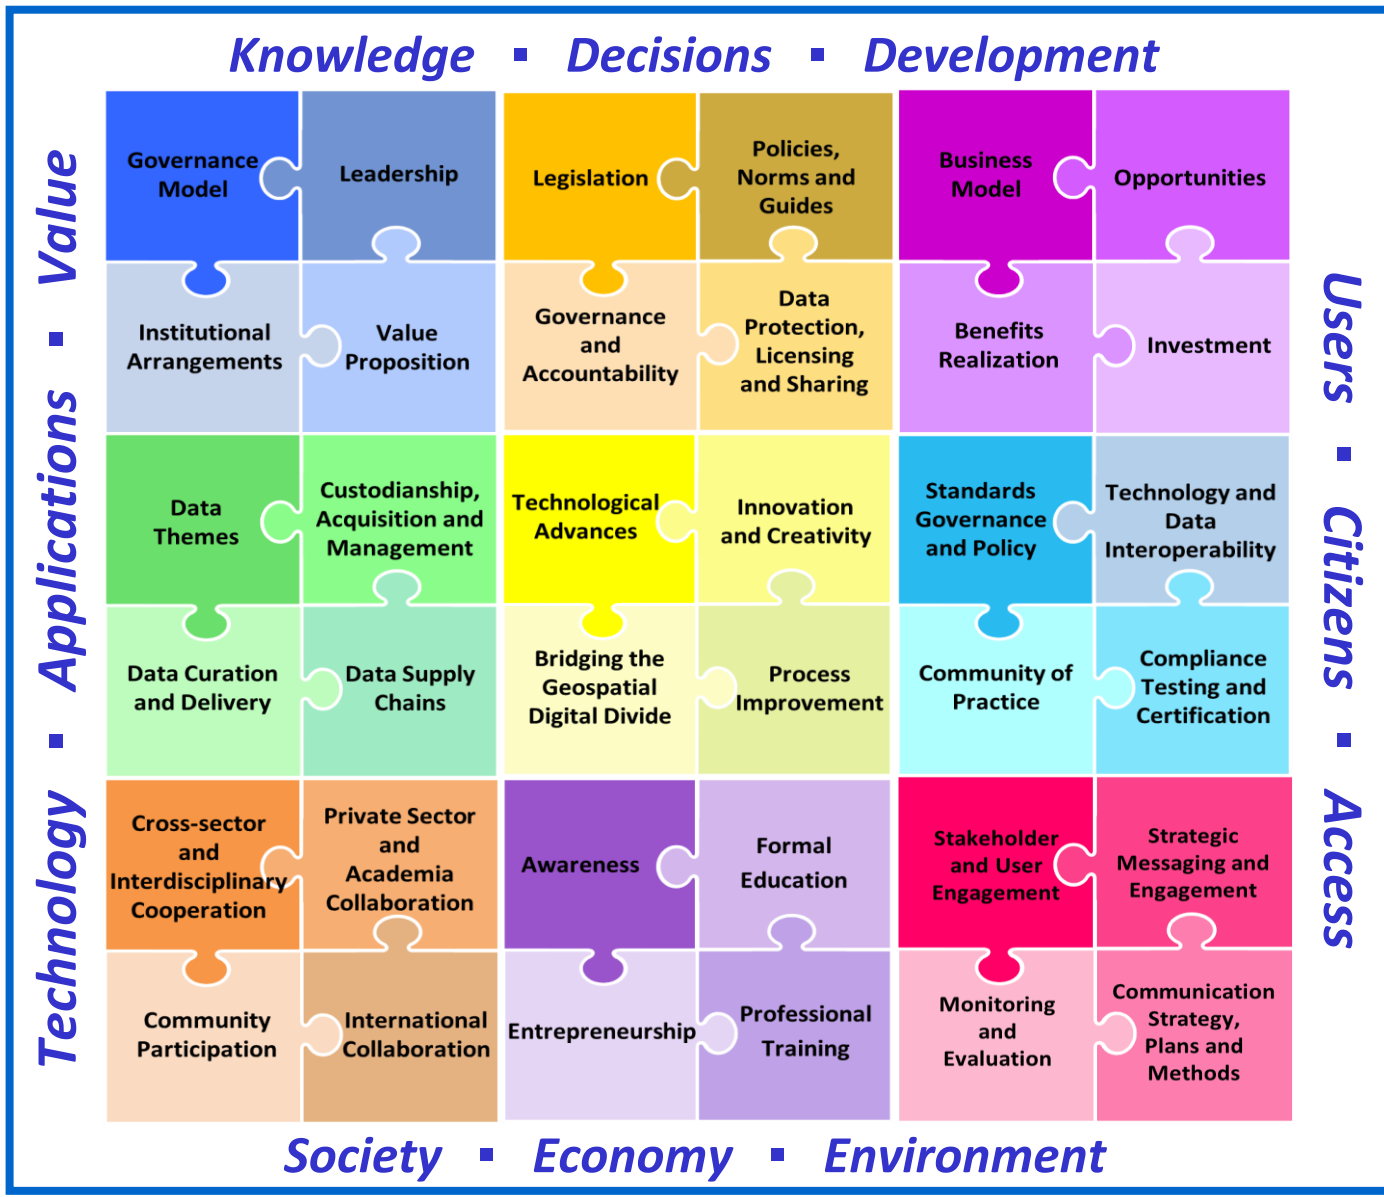 Knowledge ▪ Decisions ▪ Development
Technology ▪ Applications ▪ Value
Governance
Model
Leadership
Institutional
Arrangements
Value
Proposition
Legislation
Policies,
Norms and
Guides
Governance
and
Accountability
Data
Protection,
Licensing
and Sharing
Business
Model
Opportunities
Benefits
Realization
Investment
Data
Themes
Custodianship,
Acquisition and
Management
Data Curation
and Delivery
Data Supply
Chains
Technological
Advances
Innovation
and Creativity
Bridging the
Geospatial
Digital Divide
Process
Improvement
Standards
Governance
and Policy
Technology and
Data
Interoperability
Community of
Practice
Compliance
Testing and
Certification
Cross-sector
and
Interdisciplinary
Cooperation
Private Sector
and
Academia
Collaboration
Community
Participation
International
Collaboration
Awareness
Formal
Education
Entrepreneurship
Professional
Training
Stakeholder
and User
Engagement
Strategic
Messaging and
Engagement
Monitoring
and
Evaluation
Communication
Strategy,
Plans and
Methods
Users ▪ Citizens ▪ Access
Society ▪ Economy ▪ Environment